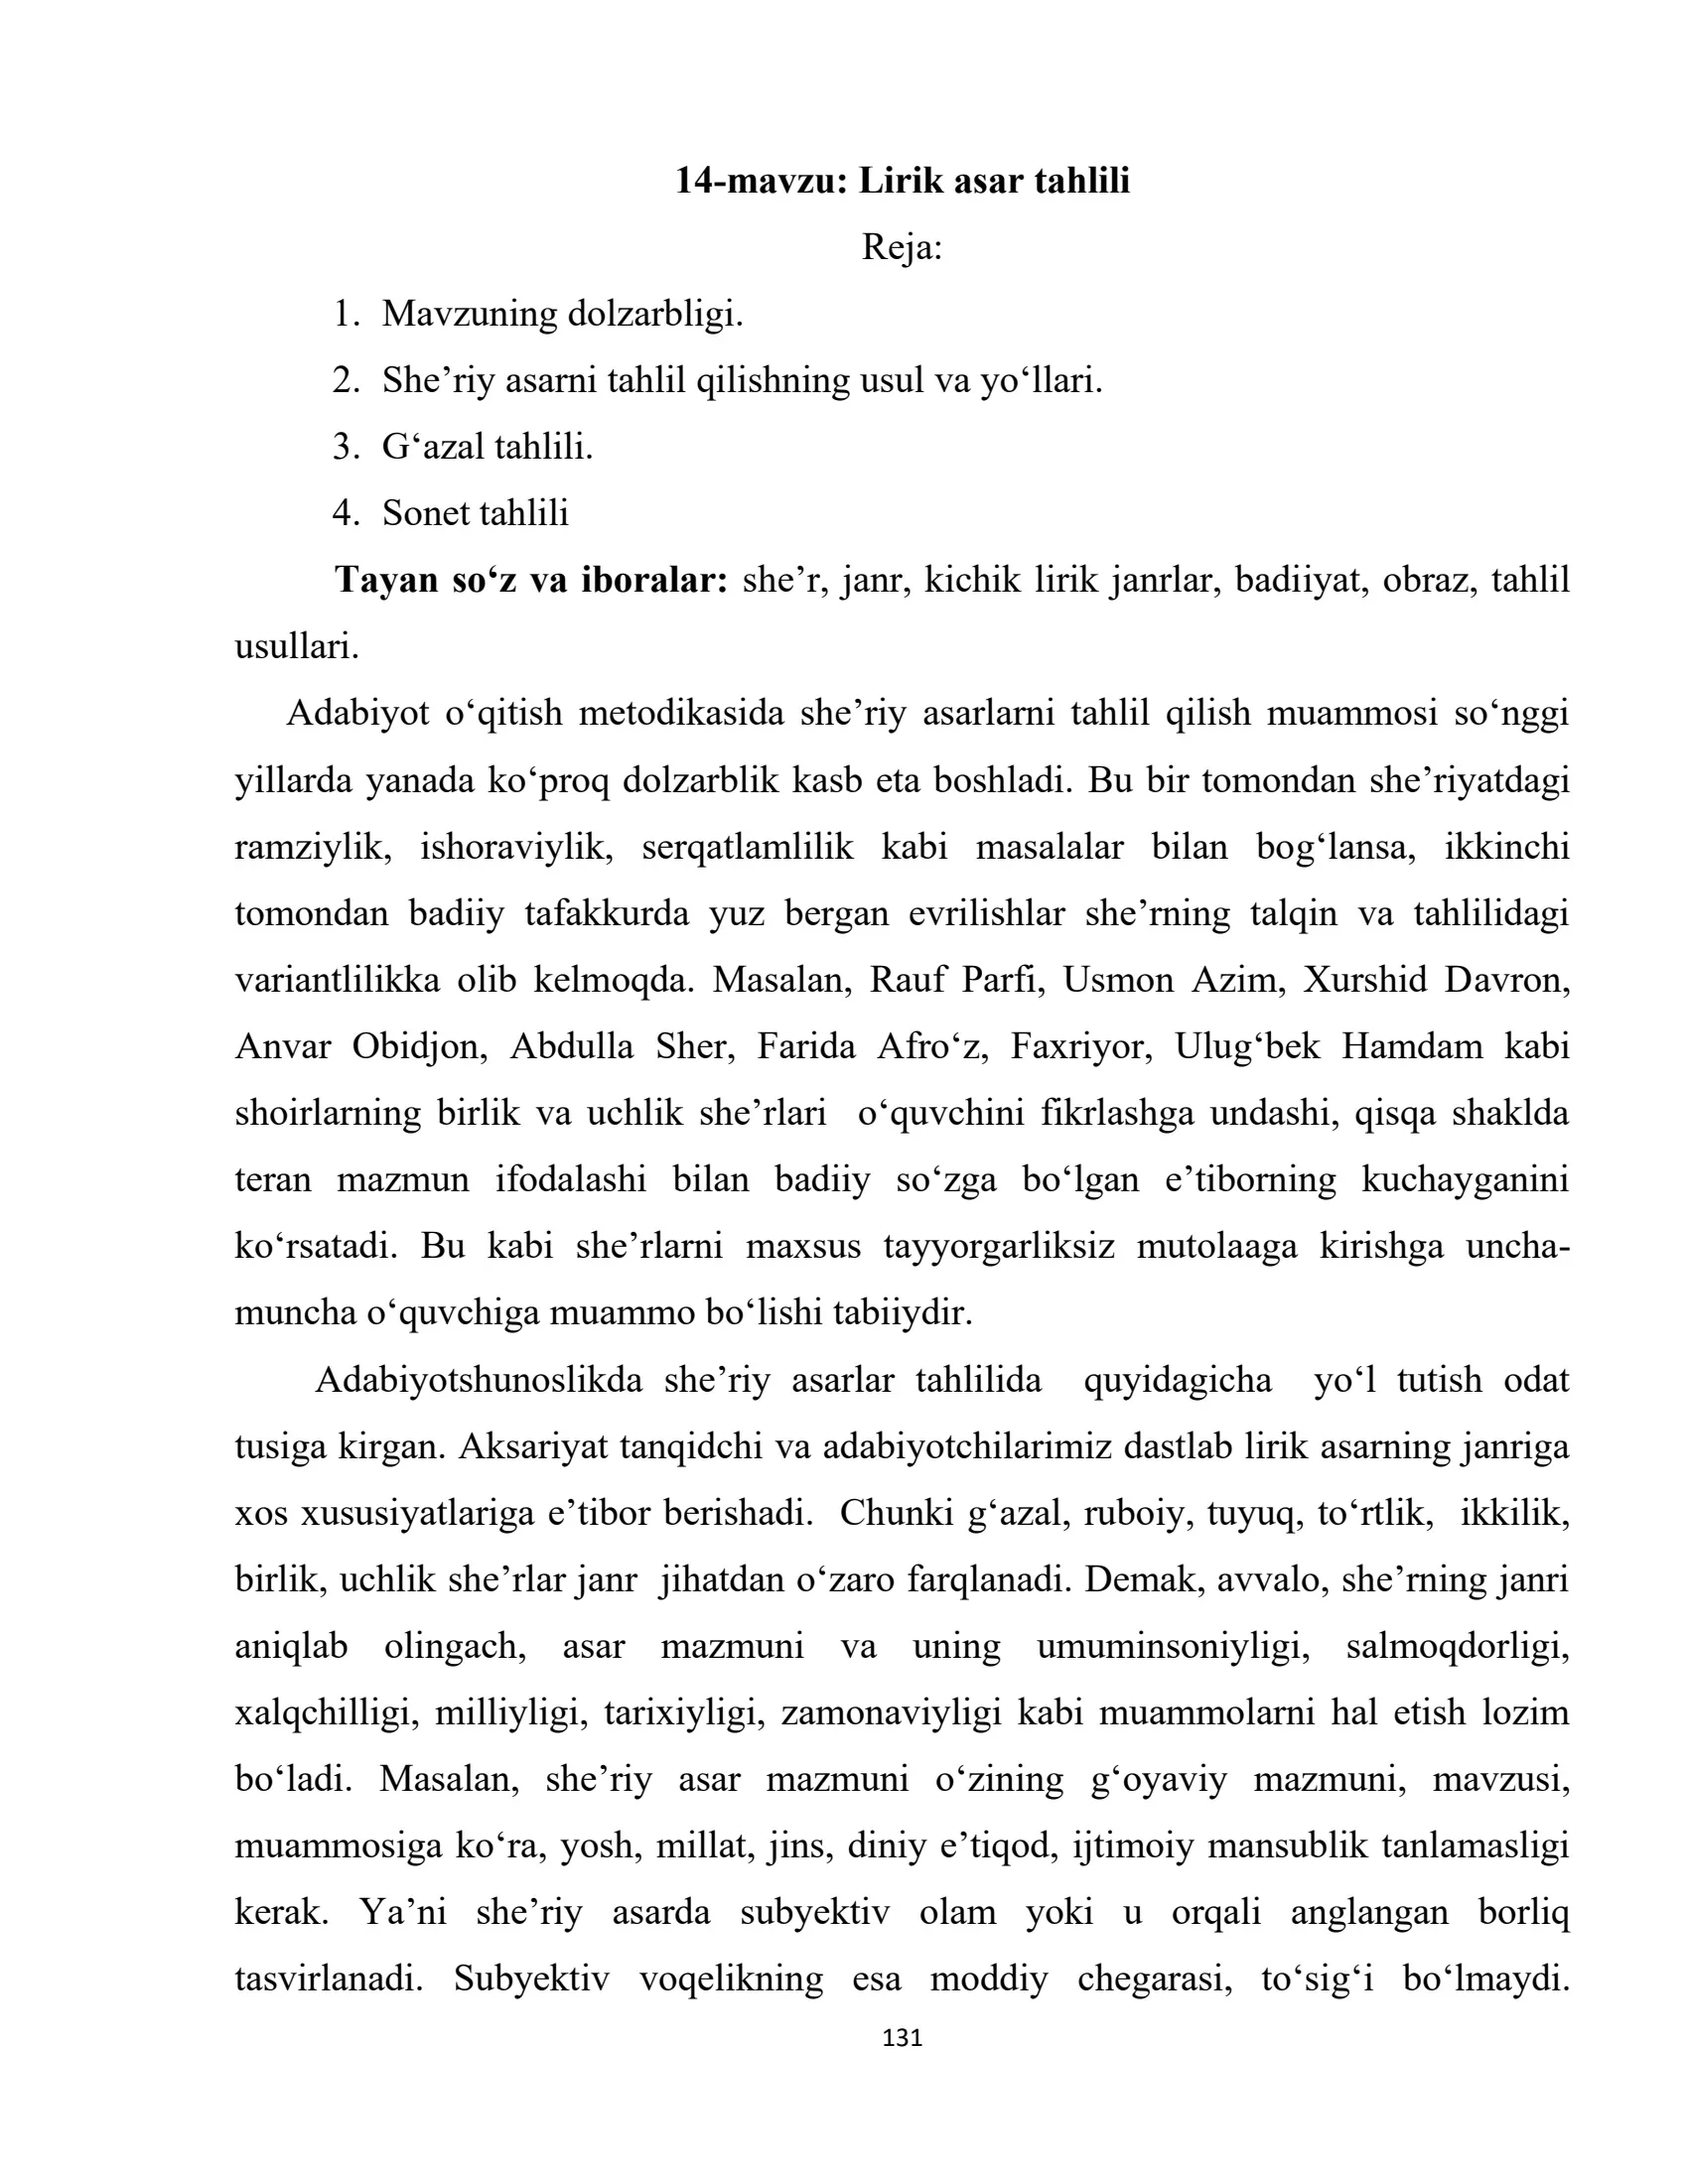 14-mavzu: Lirik asar tahlili
Reja:
1. Mavzuning dolzarbligi.
2. She’riy asarni tahlil qilishning usul va yo‘llari.
3. G‘azal tahlili.
4. Sonet tahlili
Tayan so‘z va iboralar: she’r, janr, kichik lirik janrlar, badiiyat, obraz, tahlil
usullari.
Adabiyot o‘qitish metodikasida she’riy asarlarni tahlil qilish muammosi so‘nggi
yillarda yanada ko‘proq dolzarblik kasb eta boshladi. Bu bir tomondan she’riyatdagi
ramziylik, ishoraviylik, serqatlamlilik kabi masalalar bilan bog‘lansa, ikkinchi
tomondan badiiy tafakkurda yuz bergan evrilishlar she’rning talqin va tahlilidagi
variantlilikka olib kelmoqda. Masalan, Rauf Parfi, Usmon Azim, Xurshid Davron,
Anvar Obidjon, Abdulla Sher, Farida Afro‘z, Faxriyor, Ulug‘bek Hamdam kabi
shoirlarning birlik va uchlik she’rlari o‘quvchini fikrlashga undashi, qisqa shaklda
teran mazmun ifodalashi bilan badiiy so‘zga bo‘lgan e’tiborning kuchayganini
ko‘rsatadi. Bu kabi she’rlarni maxsus tayyorgarliksiz mutolaaga kirishga uncha-
muncha o‘quvchiga muammo bo‘lishi tabiiydir.
Adabiyotshunoslikda she’riy asarlar tahlilida quyidagicha yo‘l tutish odat
tusiga kirgan. Aksariyat tanqidchi va adabiyotchilarimiz dastlab lirik asarning janriga
xos xususiyatlariga e’tibor berishadi. Chunki g‘azal, ruboiy, tuyuq, to‘rtlik, ikkilik,
birlik, uchlik she’rlar janr jihatdan o‘zaro farqlanadi. Demak, avvalo, she’rning janri
aniqlab olingach, asar mazmuni va uning umuminsoniyligi, salmoqdorligi,
xalqchilligi, milliyligi, tarixiyligi, zamonaviyligi kabi muammolarni hal etish lozim
bo‘ladi. Masalan, she’riy asar mazmuni o‘zining g‘oyaviy mazmuni, mavzusi,
muammosiga ko‘ra, yosh, millat, jins, diniy e’tiqod, ijtimoiy mansublik tanlamasligi
kerak. Ya’ni she’riy asarda subyektiv olam yoki u orqali anglangan borliq
tasvirlanadi. Subyektiv voqelikning esa moddiy chegarasi, to‘sig‘i bo‘lmaydi.
131